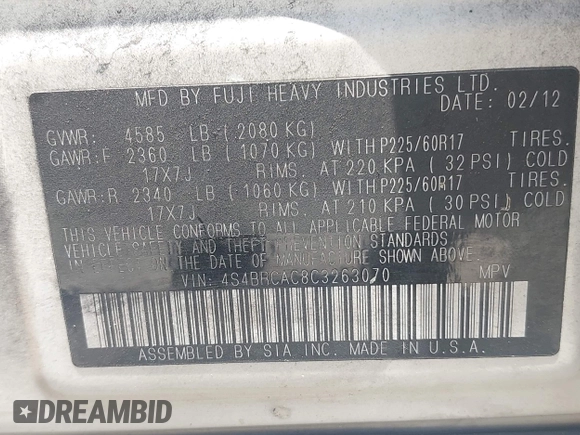 MFD BY FUJI HEAVY INDUSTRIES LTD.
DATE: 02/12
GVWR: 4585 LB ( 2080 KG)
GAWR:F 2360 LB ( 1070 KG) WITH P225/60R17 TIRES.
17X7J RIMS. AT 220 KPA ( 32 PSI) COLD
GAWR:R 2340 LB ( 1060 KG) WITH P225/60R17 TIRES.
17X7J RIMS. AT 210 KPA ( 30 PSI) COLD
THIS VEHICLE CONFORMS TO ALL APPLICABLE FEDERAL MOTOR
VEHICLE SAFETY AND THEFT PREVENTION STANDARDS
IN EFFECT ON THE DATE OF MANUFACTURE SHOWN ABOVE.
VIN: 4S4BRCAC8C3263070 MPV
ASSEMBLED BY SIA INC. MADE IN U.S.A.
DREAMBID